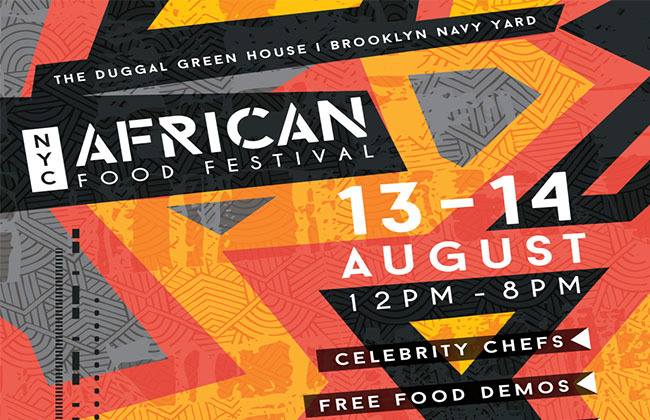 THE DUGGAL GREEN HOUSE | BROOKLYN NAVY YARD
NYC
AFRICAN
FOOD FESTIVAL
13-14
AUGUST
12PM - 8PM
CELEBRITY CHEFS
FREE FOOD DEMOS